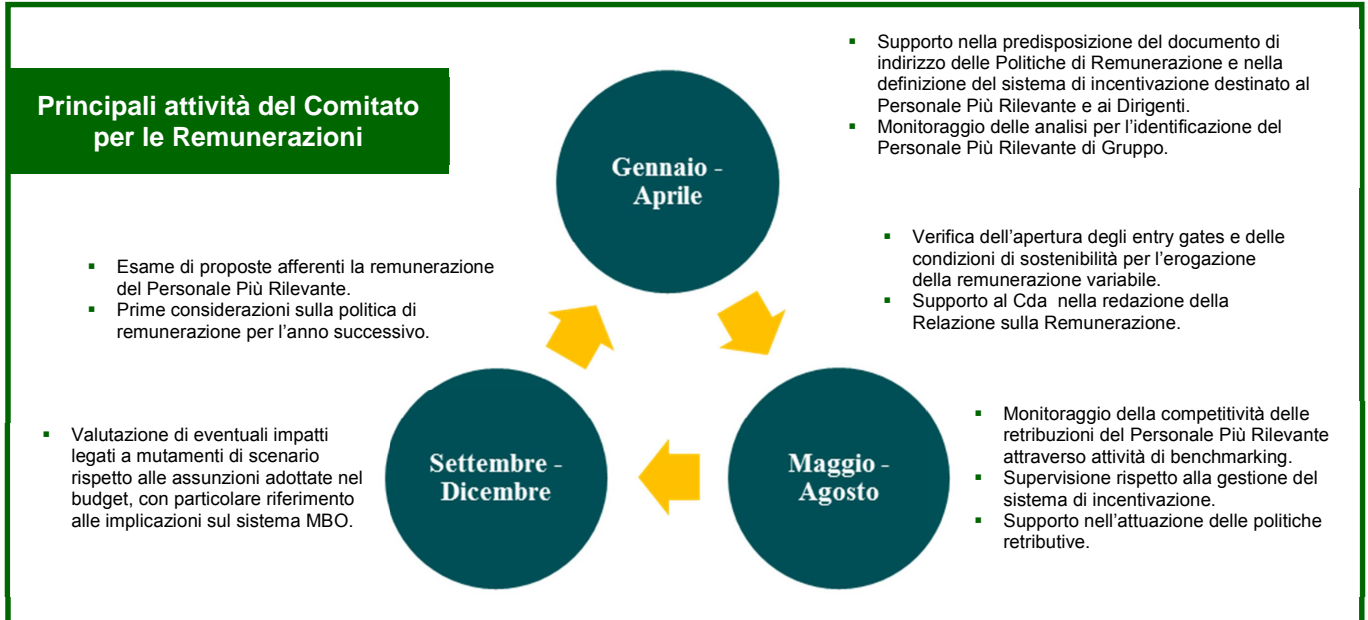 Principali attività del Comitato
per le Remunerazioni
Gennaio -
Aprile
▪ Supporto nella predisposizione del documento di
indirizzo delle Politiche di Remunerazione e nella
definizione del sistema di incentivazione destinato al
Personale Più Rilevante e ai Dirigenti.
▪ Monitoraggio delle analisi per l’identificazione del
Personale Più Rilevante di Gruppo.
▪ Verifica dell’apertura degli entry gates e delle
condizioni di sostenibilità per l’erogazione
della remunerazione variabile.
▪ Supporto al Cda nella redazione della
Relazione sulla Remunerazione.
Maggio -
Agosto
▪ Monitoraggio della competitività delle
retribuzioni del Personale Più Rilevante
attraverso attività di benchmarking.
▪ Supervisione rispetto alla gestione del
sistema di incentivazione.
▪ Supporto nell’attuazione delle politiche
retributive.
Settembre -
Dicembre
▪ Valutazione di eventuali impatti
legati a mutamenti di scenario
rispetto alle assunzioni adottate nel
budget, con particolare riferimento
alle implicazioni sul sistema MBO.
▪ Esame di proposte afferenti la remunerazione
del Personale Più Rilevante.
▪ Prime considerazioni sulla politica di
remunerazione per l’anno successivo.